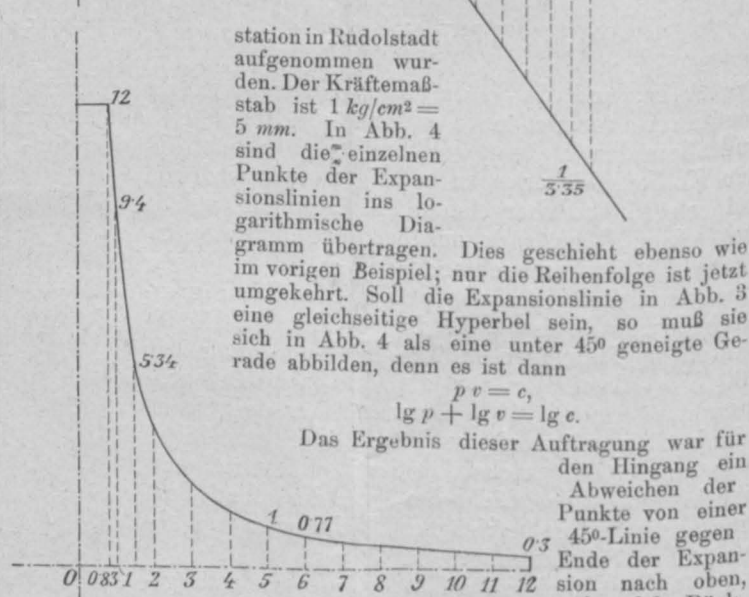 station in Rudolstadt
aufgenommen wur-
den. Der Kräftemaß-
stab ist 1 kg/cm² =
5 mm. In Abb. 4
sind die einzelnen
Punkte der Expan-
sionslinien ins lo-
garithmische Dia-
gramm übertragen. Dies geschieht ebenso wie
im vorigen Beispiel; nur die Reihenfolge ist jetzt
umgekehrt. Soll die Expansionslinie in Abb. 3
eine gleichseitige Hyperbel sein, so muß sie
sich in Abb. 4 als eine unter 45⁰ geneigte Ge-
rade abbilden, denn es ist dann
p v = c,
lg p + lg v = lg c.
Das Ergebnis dieser Auftragung war für
den Hingang ein
Abweichen der
Punkte von einer
45⁰-Linie gegen
Ende der Expan-
sion nach oben,
12
9·4
5·34
1 0·77
0·3
0 0·83 1 2 3 4 5 6 7 8 9 10 11 12
1
5·35